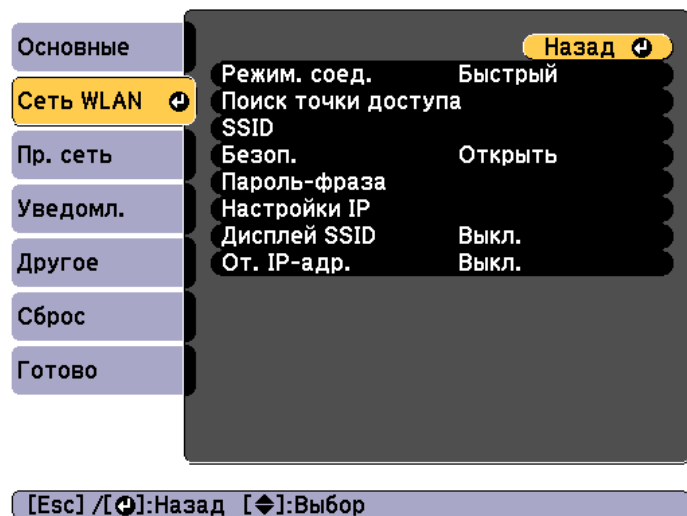 Основные
Сеть WLAN
Пр. сеть
Уведомл.
Другое
Сброс
Готово
Назад
Режим. соед. Быстрый
Поиск точки доступа
SSID
Безоп. Открыть
Пароль-фраза
Настройки IP
Дисплей SSID Выкл.
От. IP-адр. Выкл.
[Esc] /[⏎]:Назад [◆]:Выбор